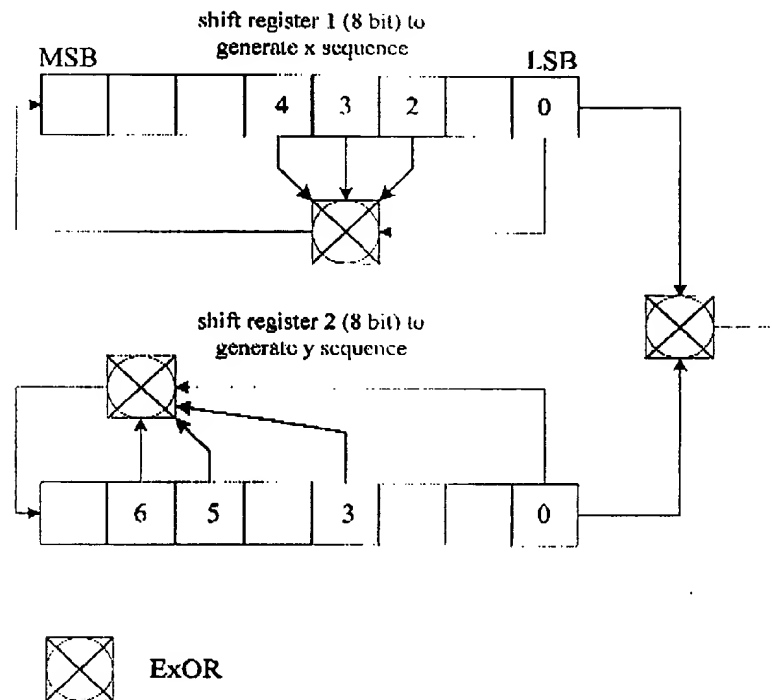 shift register 1 (8 bit) to
generate x sequence
MSB
LSB
4 3 2 0
shift register 2 (8 bit) to
generate y sequence
6 5 3 0
ExOR